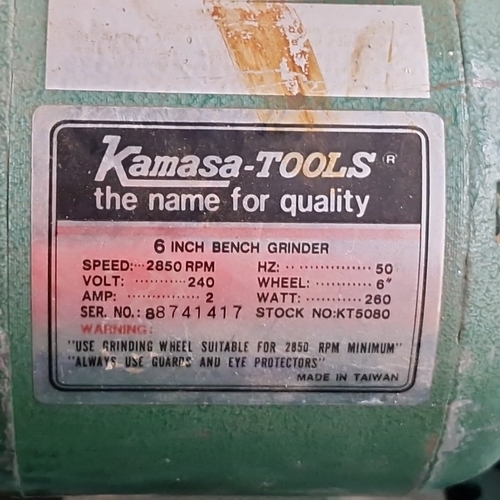 Kamasa-TOOLS ®
the name for quality
6 INCH BENCH GRINDER
SPEED:···2850 RPM HZ:·················50
VOLT: ··········240 WHEEL:············6"
AMP: ··············2 WATT: ············260
SER. NO.: 88741417 STOCK NO:KT5080
WARNING:
"USE GRINDING WHEEL SUITABLE FOR 2850 RPM MINIMUM"
"ALWAYS USE GUARDS AND EYE PROTECTORS"
MADE IN TAIWAN